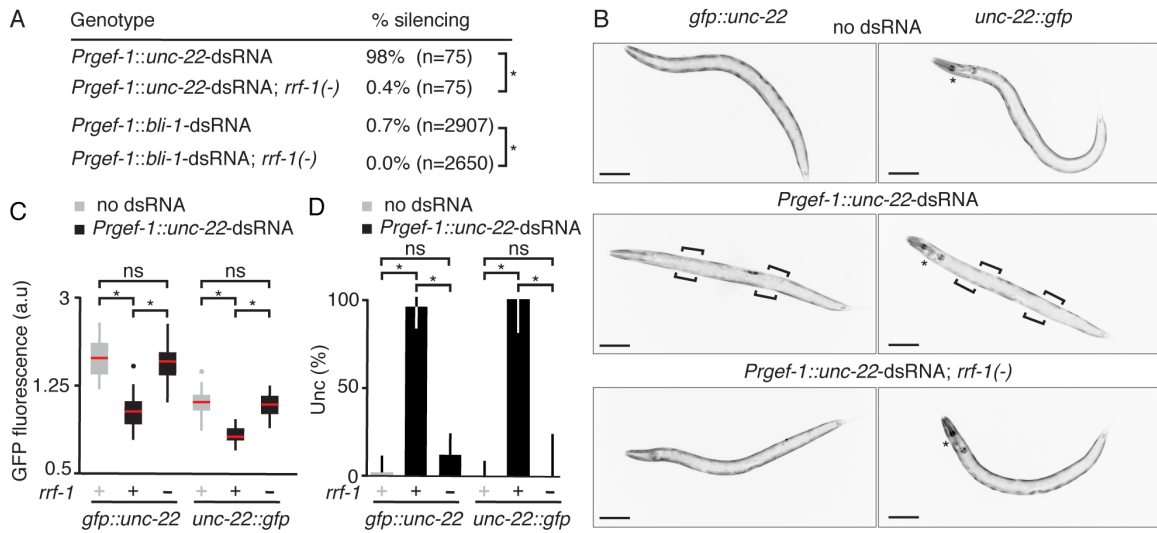 A
Genotype % silencing
Prgef-1::unc-22-dsRNA 98% (n=75)
*
Prgef-1::unc-22-dsRNA; rrf-1(-) 0.4% (n=75)
Prgef-1::bli-1-dsRNA 0.7% (n=2907)
*
Prgef-1::bli-1-dsRNA; rrf-1(-) 0.0% (n=2650)
B
gfp::unc-22 unc-22::gfp
no dsRNA
*
Prgef-1::unc-22-dsRNA
*
Prgef-1::unc-22-dsRNA; rrf-1(-)
*
C
no dsRNA
Prgef-1::unc-22-dsRNA
ns ns
* * * *
GFP fluorescence (a.u)
3
1.25
0.5
rrf-1 + + - + + -
gfp::unc-22 unc-22::gfp
D
no dsRNA
Prgef-1::unc-22-dsRNA
ns ns
* * * *
Unc (%)
100
50
0
rrf-1 + + - + + -
gfp::unc-22 unc-22::gfp